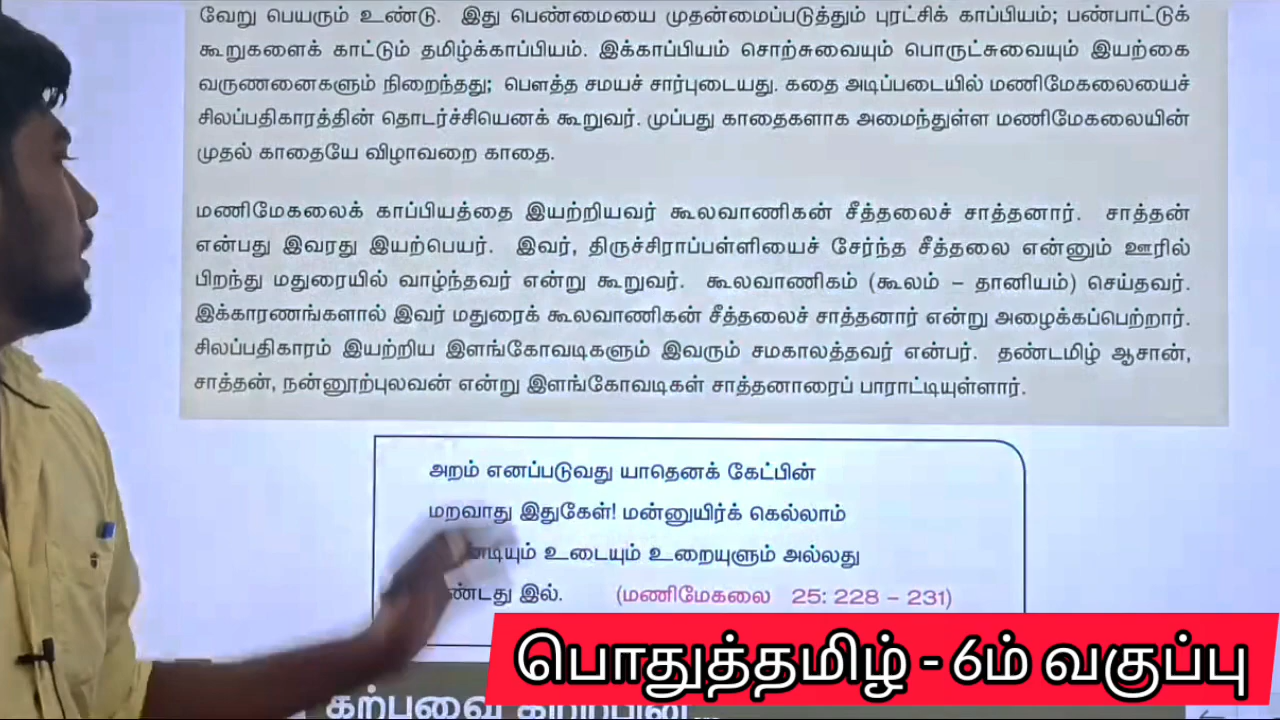 வேறு பெயரும் உண்டு. இது பெண்மையை முதன்மைப்படுத்தும் புரட்சிக் காப்பியம்; பண்பாட்டுக்
கூறுகளைக் காட்டும் தமிழ்க்காப்பியம். இக்காப்பியம் சொற்சுவையும் பொருட்சுவையும் இயற்கை
வருணனைகளும் நிறைந்தது; பௌத்த சமயச் சார்புடையது. கதை அடிப்படையில் மணிமேகலையைச்
சிலப்பதிகாரத்தின் தொடர்ச்சியெனக் கூறுவர். முப்பது காதைகளாக அமைந்துள்ள மணிமேகலையின்
முதல் காதையே விழாவறை காதை.
மணிமேகலைக் காப்பியத்தை இயற்றியவர் கூலவாணிகன் சீத்தலைச் சாத்தனார். சாத்தன்
என்பது இவரது இயற்பெயர். இவர், திருச்சிராப்பள்ளியைச் சேர்ந்த சீத்தலை என்னும் ஊரில்
பிறந்து மதுரையில் வாழ்ந்தவர் என்று கூறுவர். கூலவாணிகம் (கூலம் – தானியம்) செய்தவர்.
இக்காரணங்களால் இவர் மதுரைக் கூலவாணிகன் சீத்தலைச் சாத்தனார் என்று அழைக்கப்பெற்றார்.
சிலப்பதிகாரம் இயற்றிய இளங்கோவடிகளும் இவரும் சமகாலத்தவர் என்பர். தண்டமிழ் ஆசான்,
சாத்தன், நன்னூற்புலவன் என்று இளங்கோவடிகள் சாத்தனாரைப் பாராட்டியுள்ளார்.
அறம் எனப்படுவது யாதெனக் கேட்பின்
மறவாது இதுகேள்! மன்னுயிர்க் கெல்லாம்
உடையும் உறையுளும் அல்லது
இல். (மணிமேகலை 25: 228 – 231)
பொதுத்தமிழ் - 6ம் வகுப்பு